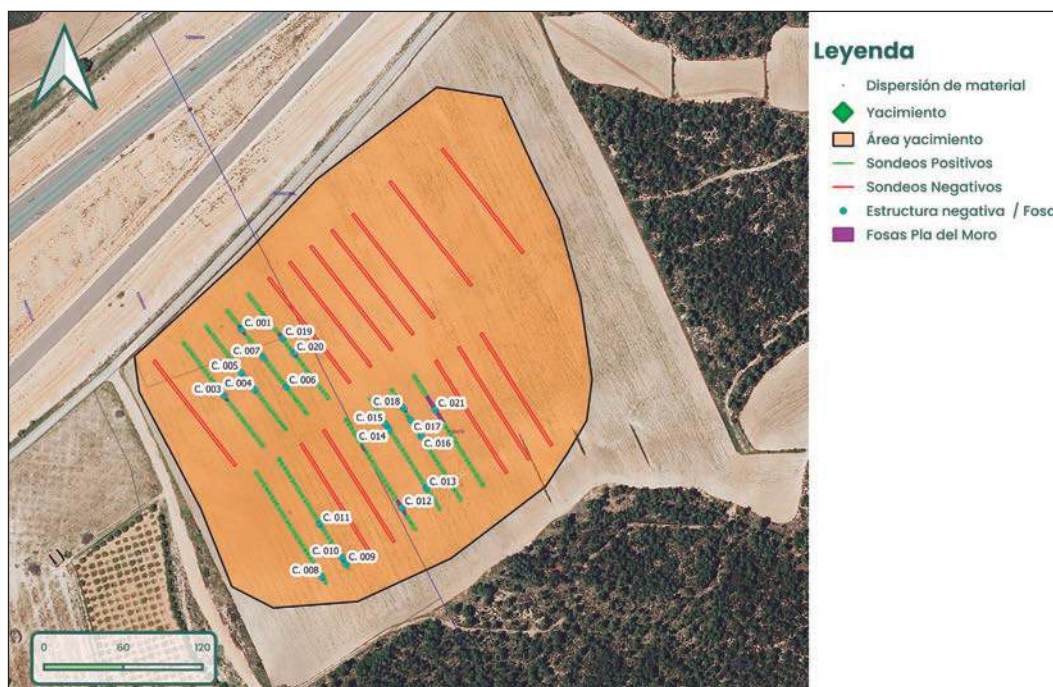 Leyenda
Dispersión de material
Yacimiento
Área yacimiento
Sondeos Positivos
Sondeos Negativos
Estructura negativa / Fosa
Fosas Pla del Moro
C. 001
C. 019
C. 007
C. 020
C. 005
C. 003
C. 004
C. 006
C. 018
C. 021
C. 015
C. 017
C. 014
C. 016
C. 013
C. 012
C. 011
C. 010
C. 009
C. 008
0
60
120